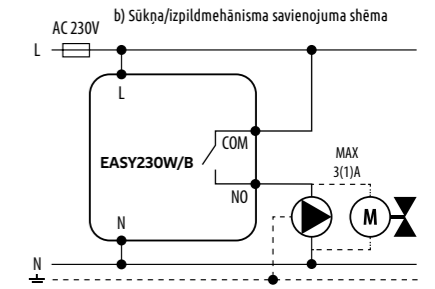 b) Sūkņa/izpildmehānisma savienojuma shēma
AC 230V
L
L
COM
EASY230W/B
NO
MAX
3(1)A
M
N
N